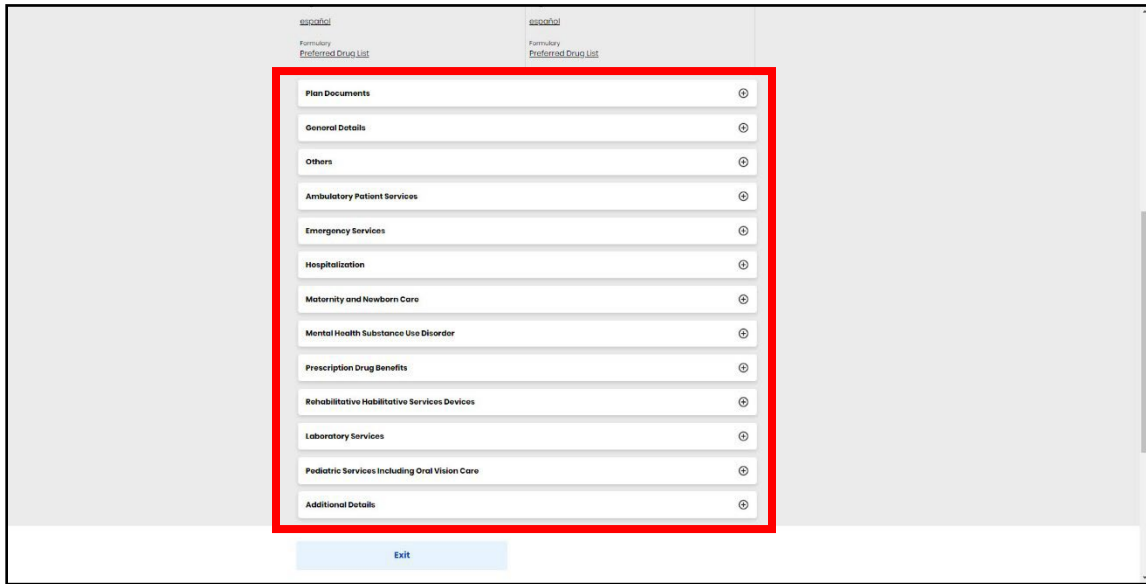 español español
Formulary Formulary
Preferred Drug List Preferred Drug List
Plan Documents
General Details
Others
Ambulatory Patient Services
Emergency Services
Hospitalization
Maternity and Newborn Care
Mental Health Substance Use Disorder
Prescription Drug Benefits
Rehabilitative Habilitative Services Devices
Laboratory Services
Pediatric Services Including Oral Vision Care
Additional Details
Exit